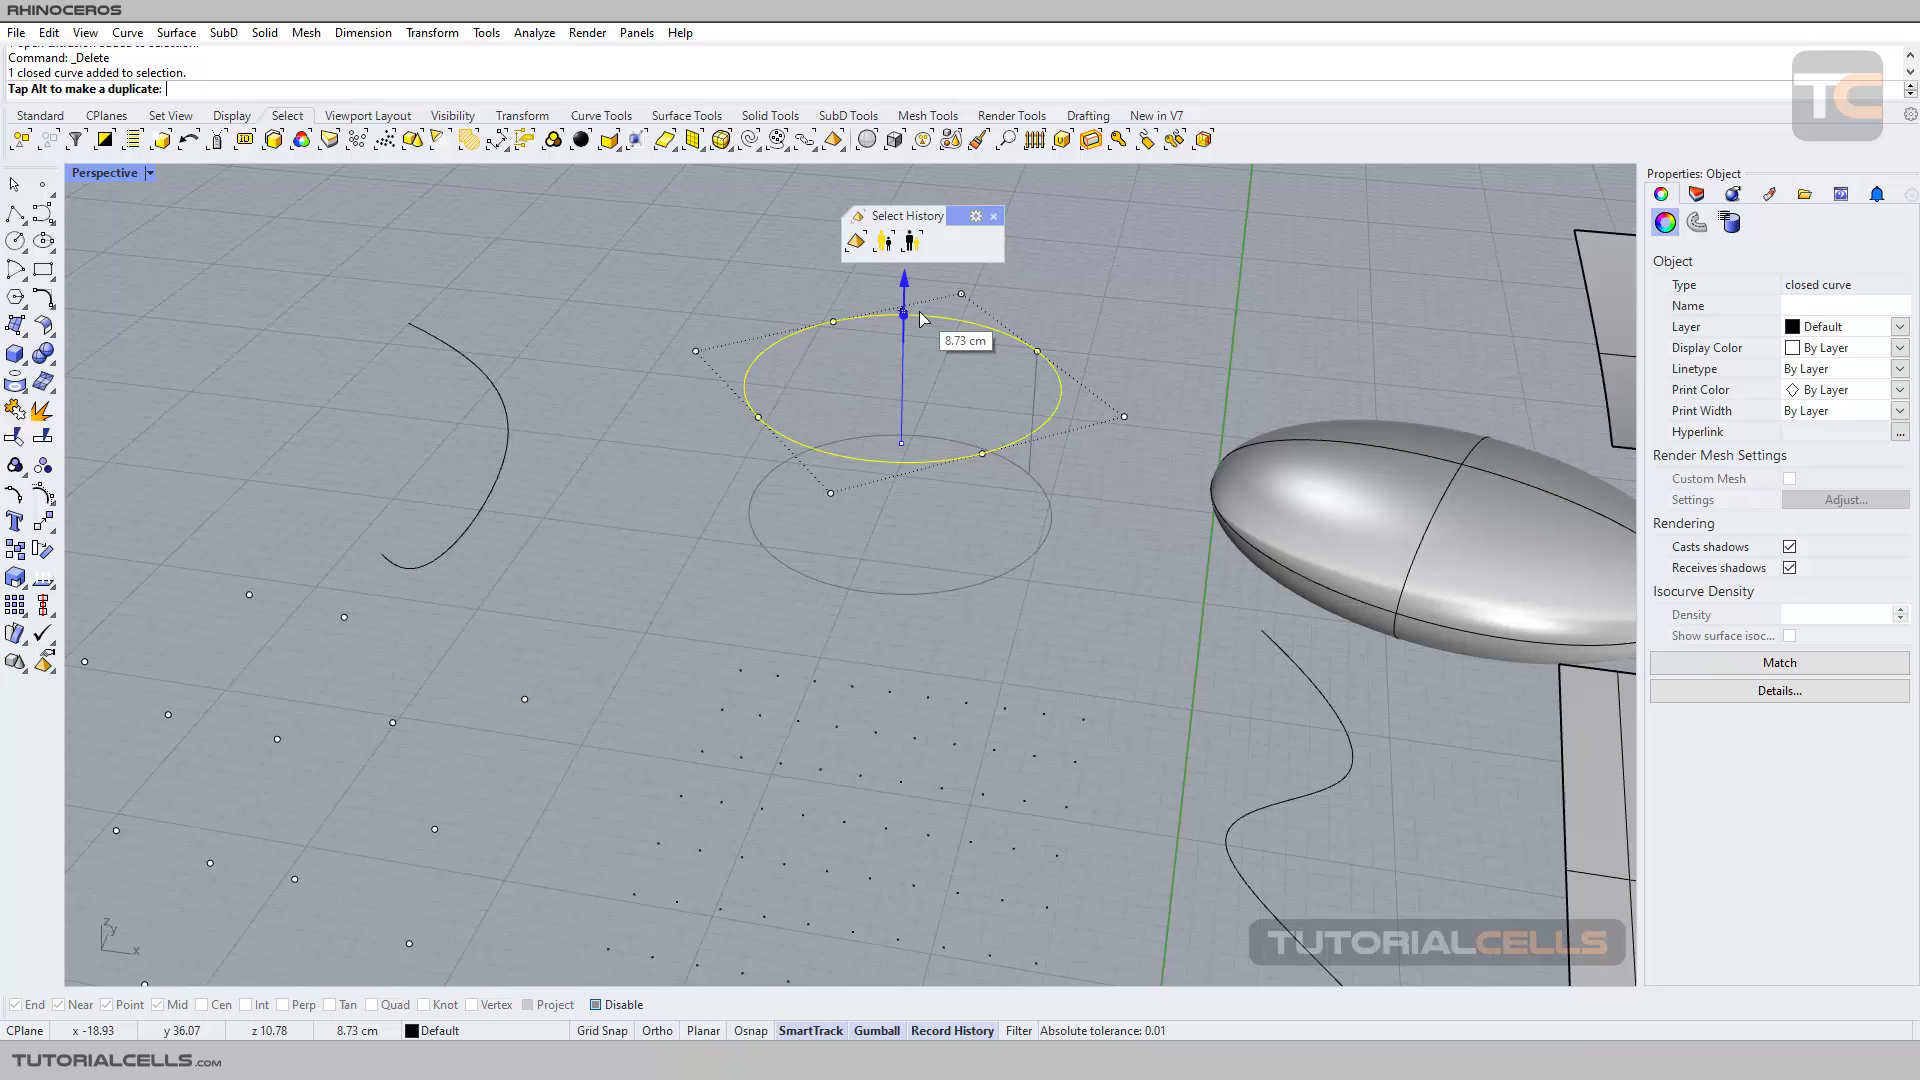 RHINOCEROS
File Edit View Curve Surface SubD Solid Mesh Dimension Transform Tools Analyze Render Panels Help
Command: _Delete
1 closed curve added to selection.
Tap Alt to make a duplicate:
TC
Standard CPlanes Set View Display Select Viewport Layout Visibility Transform Curve Tools Surface Tools Solid Tools SubD Tools Mesh Tools Render Tools Drafting New in V7
Perspective
Select History
8.73 cm
Properties: Object
Object
Type closed curve
Name
Layer Default
Display Color By Layer
Linetype By Layer
Print Color By Layer
Print Width By Layer
Hyperlink ...
Render Mesh Settings
Custom Mesh
Settings Adjust...
Rendering
Casts shadows
Receives shadows
Isocurve Density
Density
Show surface isoc...
Match
Details...
z
y
x
TUTORIALCELLS
End Near Point Mid Cen Int Perp Tan Quad Knot Vertex Project Disable
CPlane x -18.93 y 36.07 z 10.78 8.73 cm Default Grid Snap Ortho Planar Osnap SmartTrack Gumball Record History Filter Absolute tolerance: 0.01
TUTORIALCELLS.COM